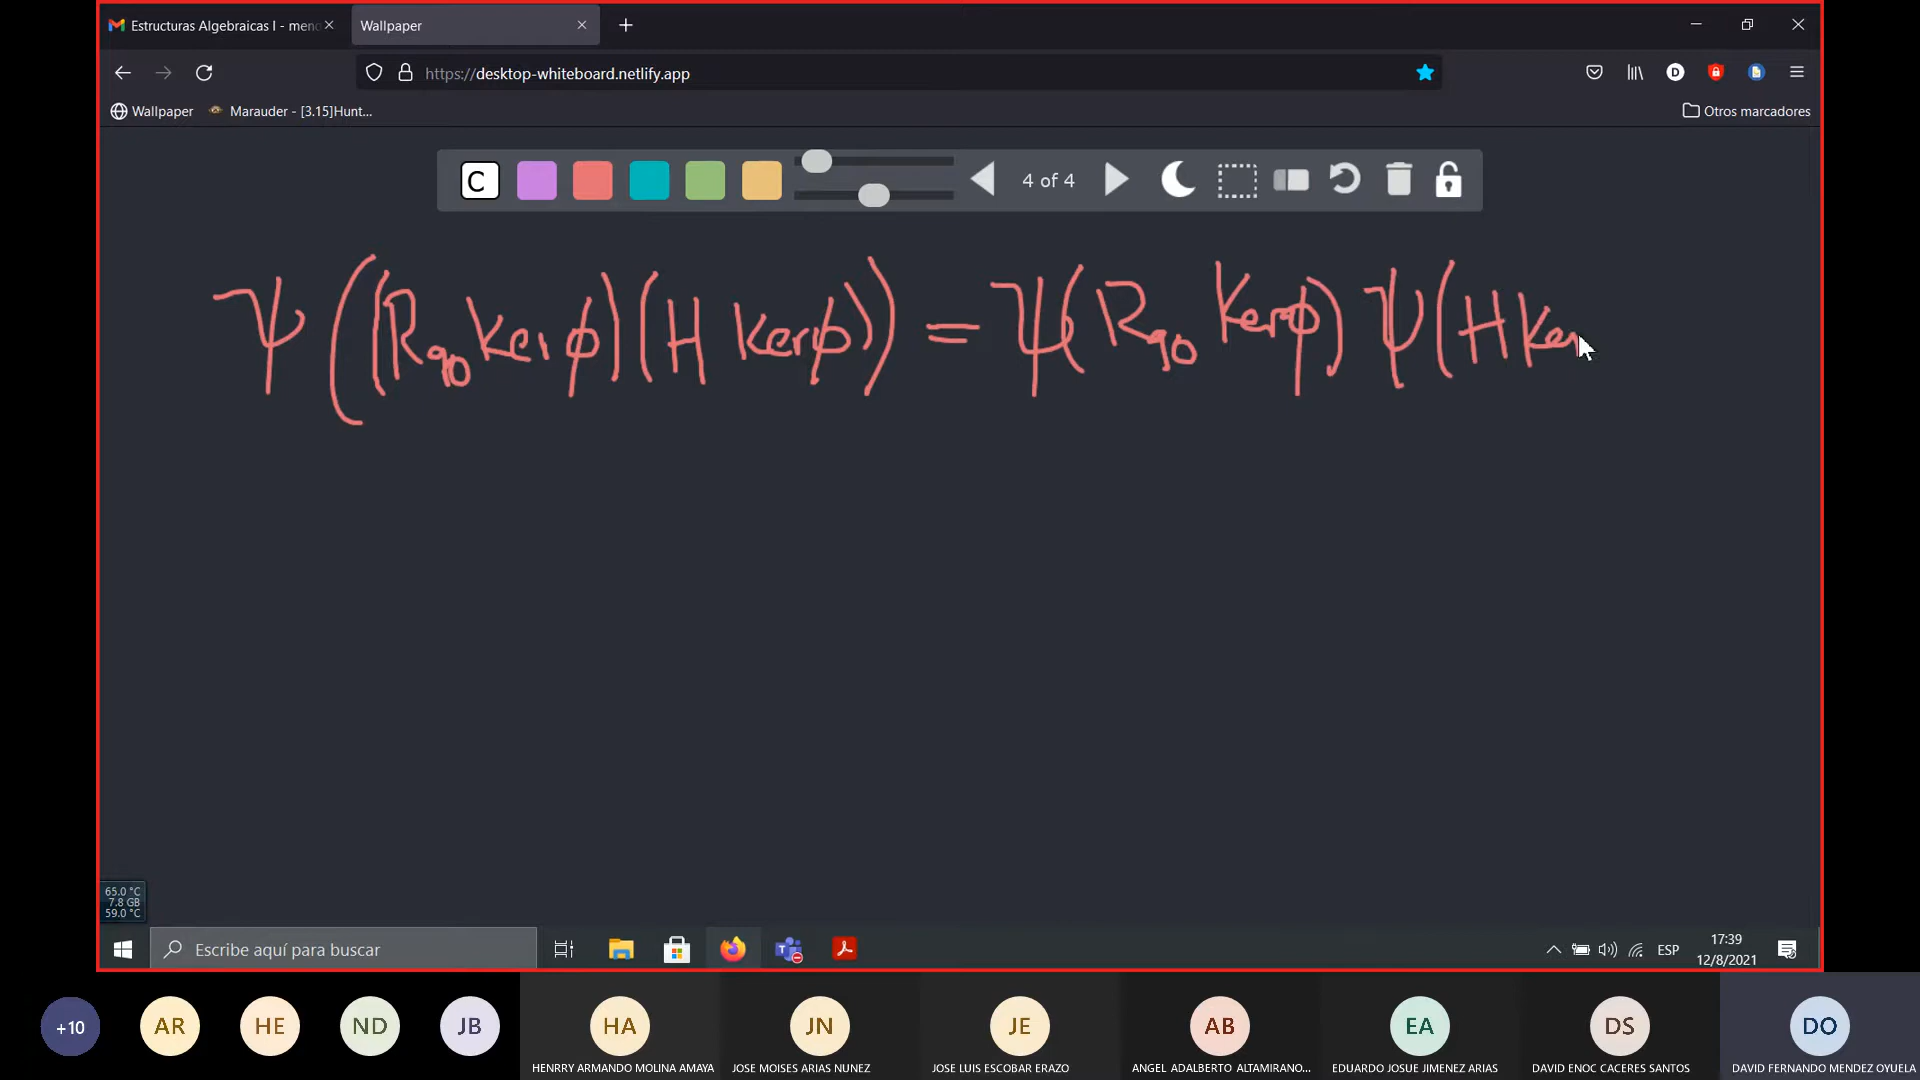 Estructuras Algebraicas I - meno
Wallpaper
https://desktop-whiteboard.netlify.app
Wallpaper
Marauder - [3.15]Hunt...
Otros marcadores
C
4 of 4
Ψ((R₉₀ Ker φ)(H Ker φ)) = Ψ(R₉₀ Ker φ) Ψ(H Ker
65.0 °C
7.8 GB
59.0 °C
Escribe aquí para buscar
ESP
17:39
12/8/2021
+10
AR
HE
ND
JB
HA
HENRRY ARMANDO MOLINA AMAYA
JN
JOSE MOISES ARIAS NUNEZ
JE
JOSE LUIS ESCOBAR ERAZO
AB
ANGEL ADALBERTO ALTAMIRANO...
EA
EDUARDO JOSUE JIMENEZ ARIAS
DS
DAVID ENOC CACERES SANTOS
DO
DAVID FERNANDO MENDEZ OYUELA